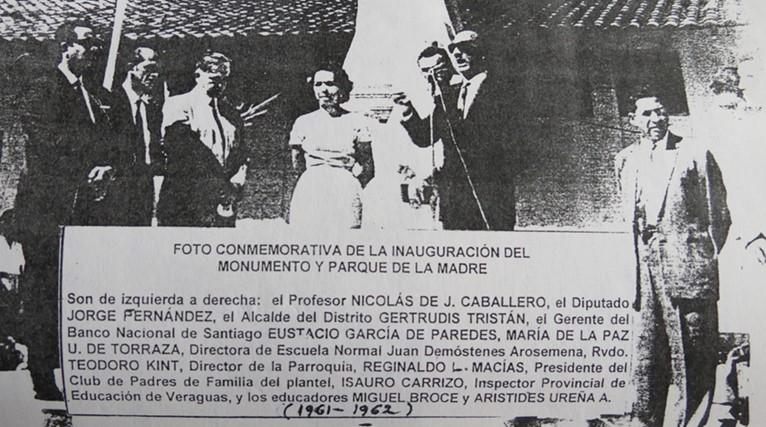 FOTO CONMEMORATIVA DE LA INAUGURACIÓN DEL
MONUMENTO Y PARQUE DE LA MADRE
Son de izquierda a derecha: el Profesor NICOLÁS DE J. CABALLERO, el Diputado
JORGE FERNÁNDEZ, el Alcalde del Distrito GERTRUDIS TRISTÁN, el Gerente del
Banco Nacional de Santiago EUSTACIO GARCÍA DE PAREDES, MARÍA DE LA PAZ
U. DE TORRAZA, Directora de Escuela Normal Juan Demóstenes Arosemena, Rvdo.
TEODORO KINT, Director de la Parroquia, REGINALDO L. MACÍAS, Presidente del
Club de Padres de Familia del plantel, ISAURO CARRIZO, Inspector Provincial de
Educación de Veraguas, y los educadores MIGUEL BROCE y ARISTIDES UREÑA A.
(1961-1962)